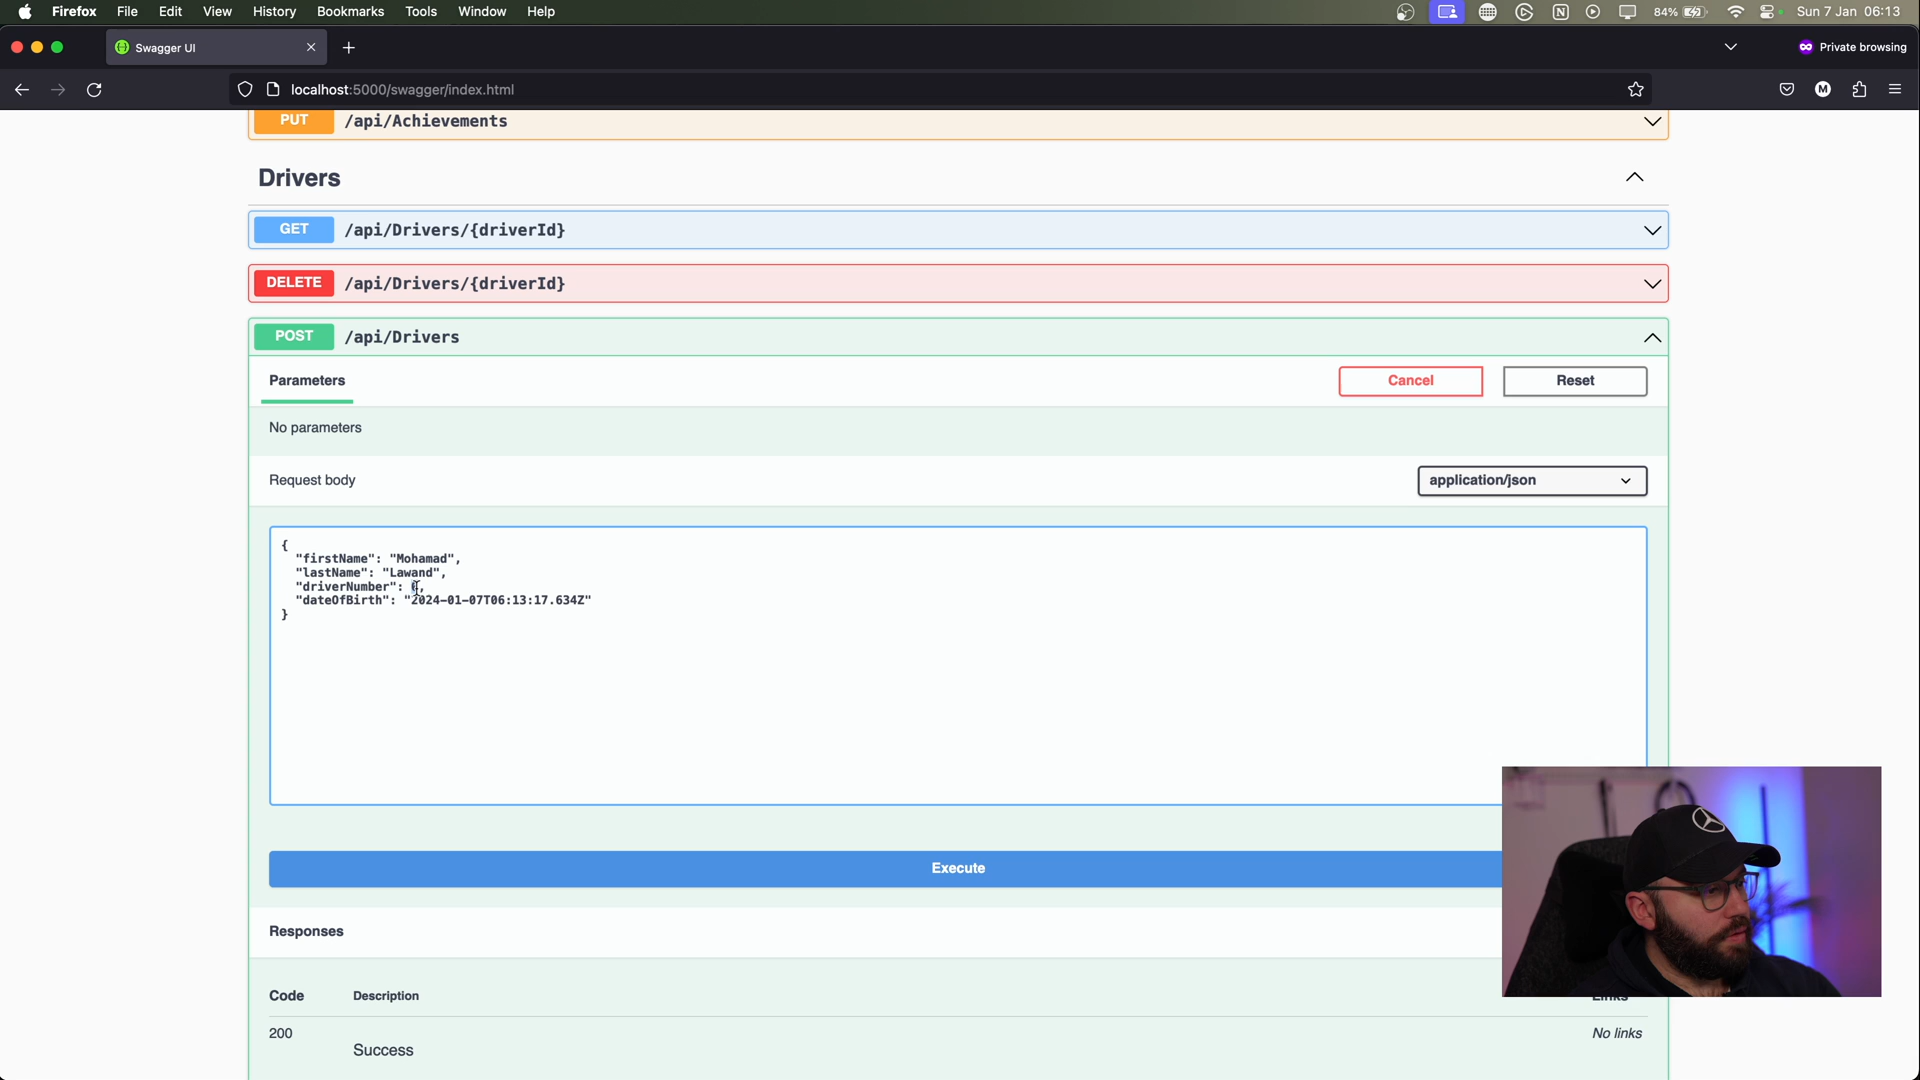 Firefox File Edit View History Bookmarks Tools Window Help 84% Sun 7 Jan 06:13
Swagger UI Private browsing
localhost:5000/swagger/index.html
PUT /api/Achievements
Drivers
GET /api/Drivers/{driverId}
DELETE /api/Drivers/{driverId}
POST /api/Drivers
Parameters Cancel Reset
No parameters
Request body application/json
{
"firstName": "Mohamad",
"lastName": "Lawand",
"driverNumber": ,
"dateOfBirth": "2024-01-07T06:13:17.634Z"
}
Execute
Responses
Code Description Links
200 No links
Success